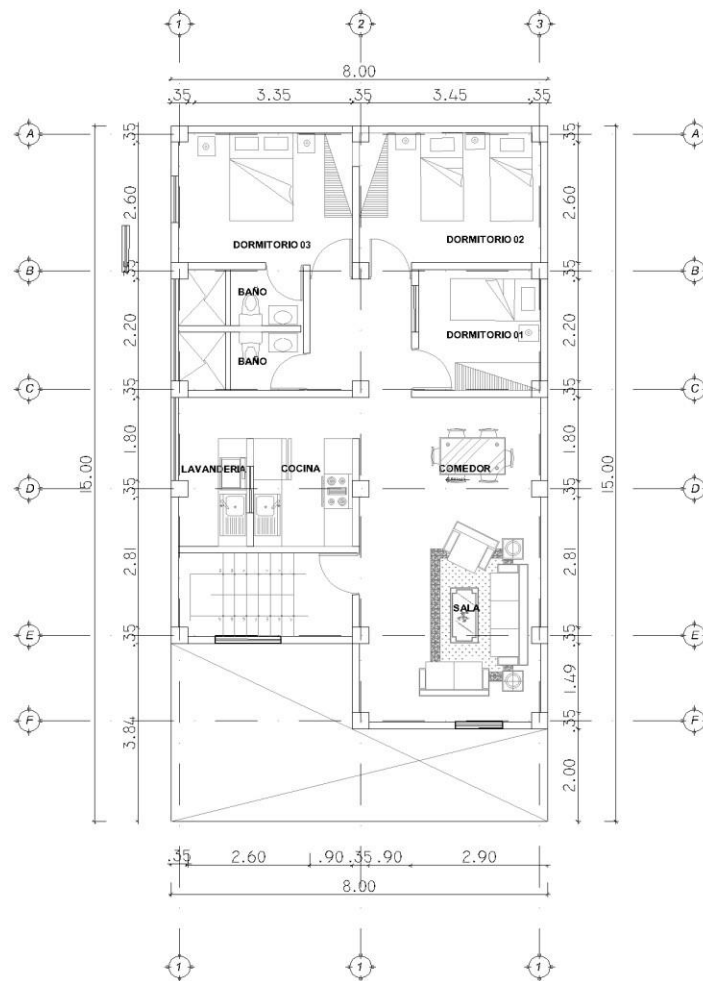 1 2 3
8.00
.35 3.35 .35 3.45 .35
A .35 .35 A
2.60 2.60
DORMITORIO 03 DORMITORIO 02
B .35 .35 B
BAÑO
2.20 DORMITORIO 01 2.20
BAÑO
C .35 .35 C
1.80 1.80
LAVANDERIA COCINA COMEDOR
D .35 .35 D
15.00 15.00
2.81 2.81
SALA
E .35 .35 E
1.49
F .35 F
3.84
2.00
.35 2.60 .90 .35 .90 2.90
8.00
1 1 1